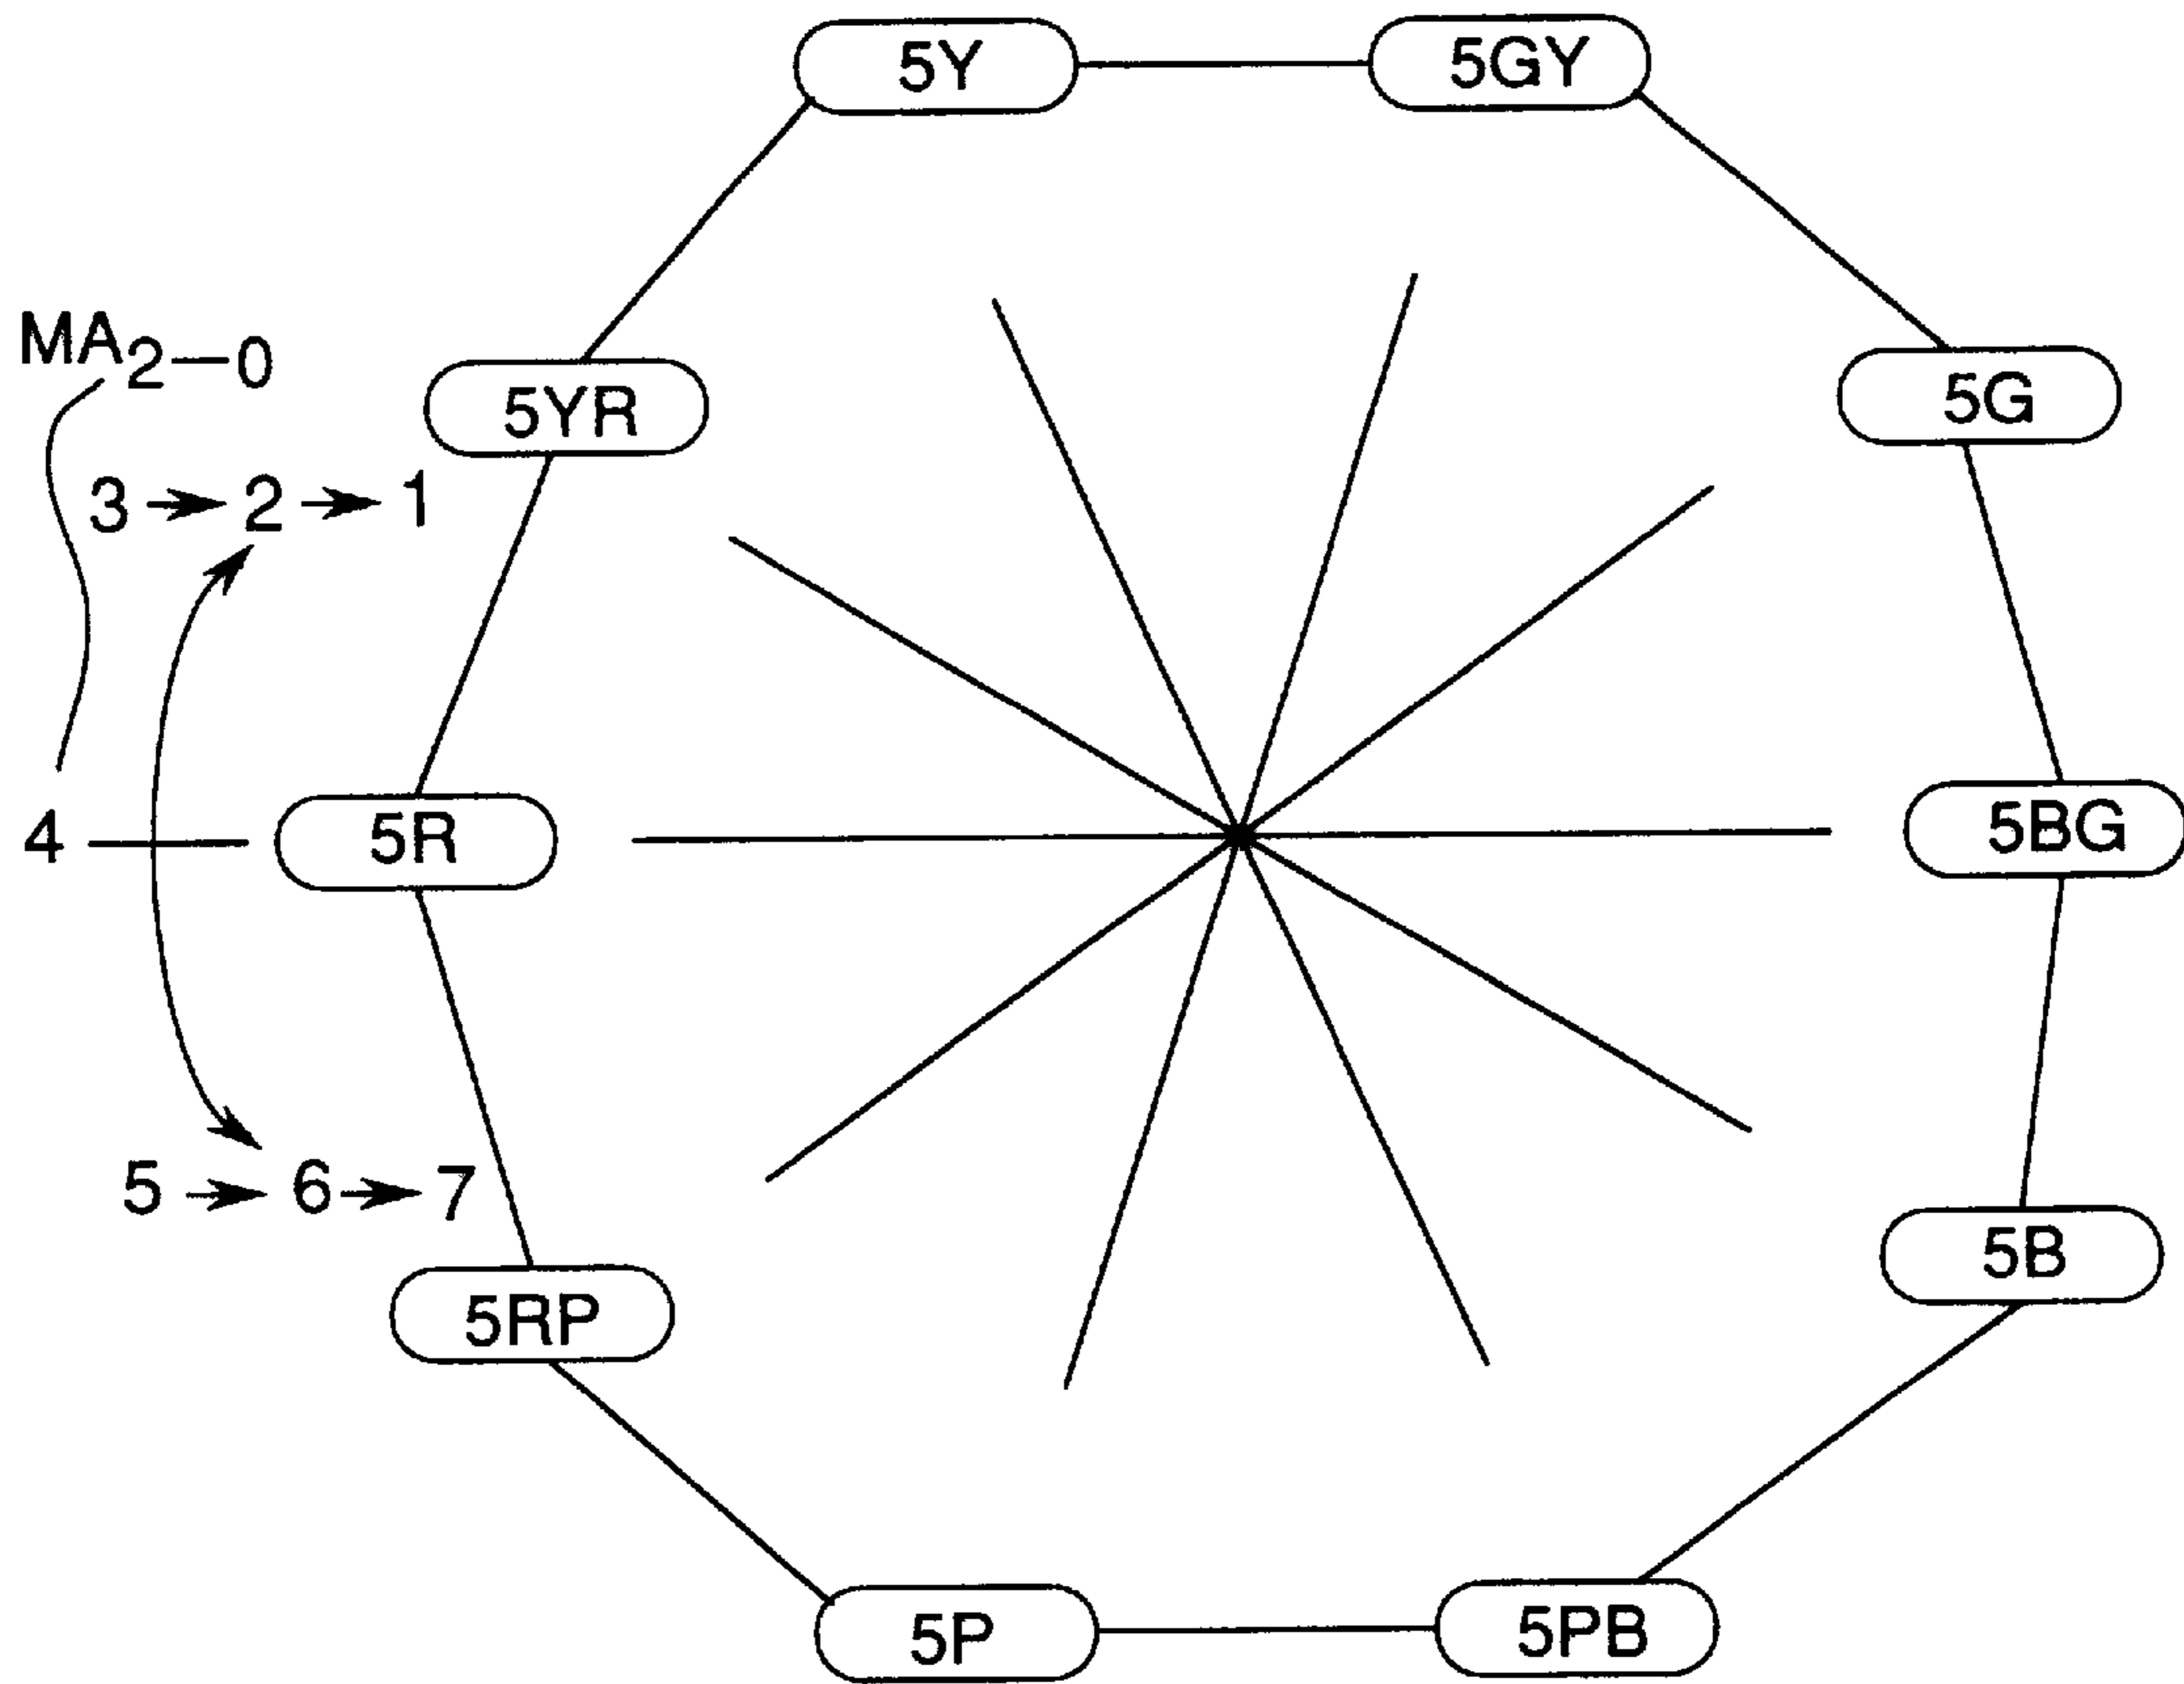 5Y
5GY
MA2—0
5YR
5G
3 → 2 → 1
4
5R
5BG
5 → 6 → 7
5B
5RP
5P
5PB